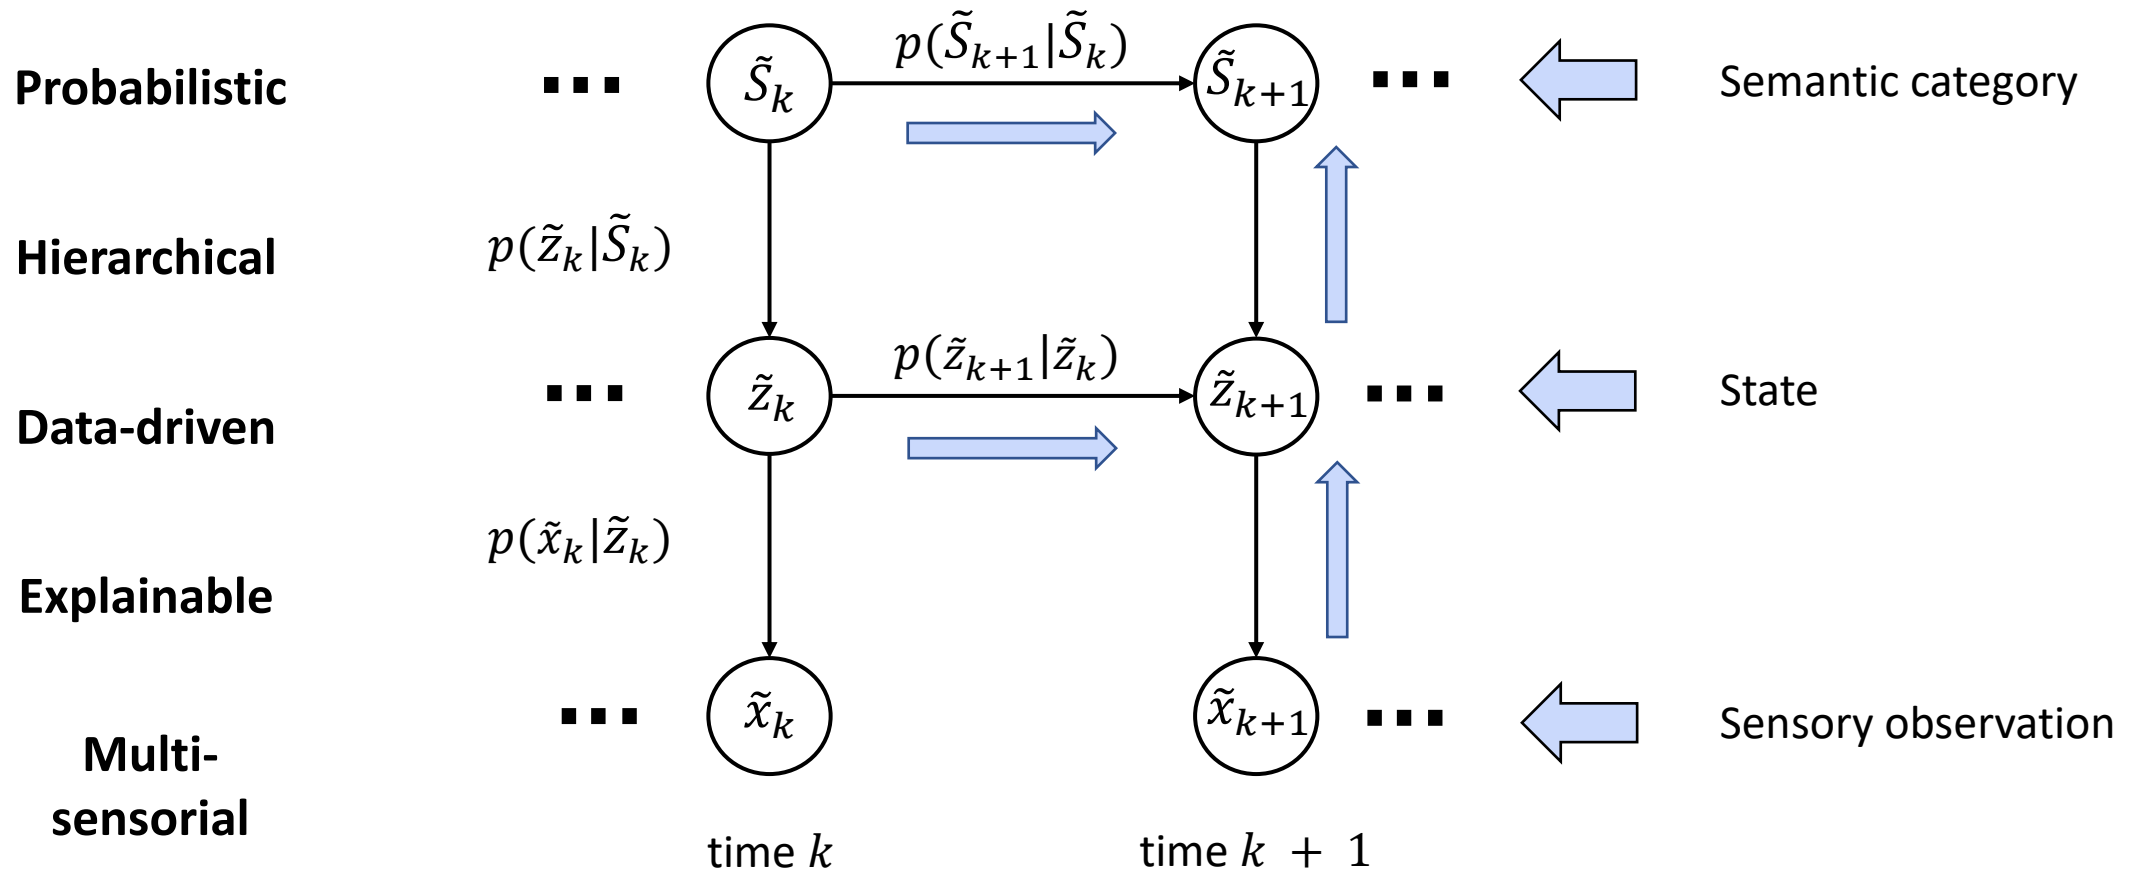 Probabilistic
Hierarchical
Data-driven
Explainable
Multi-
sensorial
⋯ S̃ₖ p(S̃ₖ₊₁|S̃ₖ) S̃ₖ₊₁ ⋯ Semantic category
p(z̃ₖ|S̃ₖ)
⋯ z̃ₖ p(z̃ₖ₊₁|z̃ₖ) z̃ₖ₊₁ ⋯ State
p(x̃ₖ|z̃ₖ)
⋯ x̃ₖ x̃ₖ₊₁ ⋯ Sensory observation
time k time k + 1